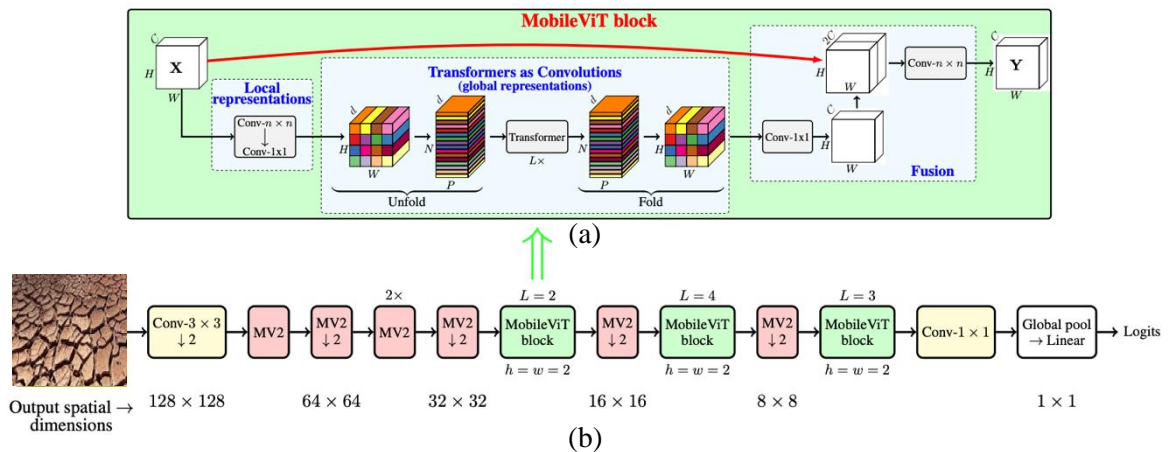 MobileViT block
C
H
X
W
Local
representations
Conv-n × n
↓
Conv-1x1
Transformers as Convolutions
(global representations)
d
H
W
d
N
P
Unfold
Transformer
L×
d
N
P
d
H
W
Fold
Conv-1x1
C
H
W
2C
H
W
Conv-n × n
C
H
Y
W
Fusion
(a)
Conv-3 × 3
↓ 2
MV2
MV2
↓ 2
2×
MV2
MV2
↓ 2
L = 2
MobileViT
block
h = w = 2
MV2
↓ 2
L = 4
MobileViT
block
h = w = 2
MV2
↓ 2
L = 3
MobileViT
block
h = w = 2
Conv-1 × 1
Global pool
→ Linear
Logits
Output spatial →
dimensions
128 × 128
64 × 64
32 × 32
16 × 16
8 × 8
1 × 1
(b)